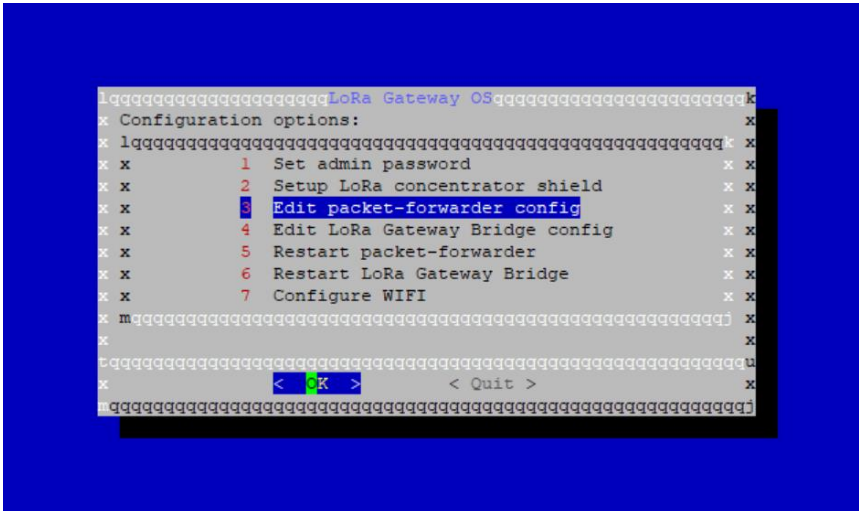 LoRa Gateway OS
Configuration options:
1 Set admin password
2 Setup LoRa concentrator shield
3 Edit packet-forwarder config
4 Edit LoRa Gateway Bridge config
5 Restart packet-forwarder
6 Restart LoRa Gateway Bridge
7 Configure WIFI
< OK > < Quit >